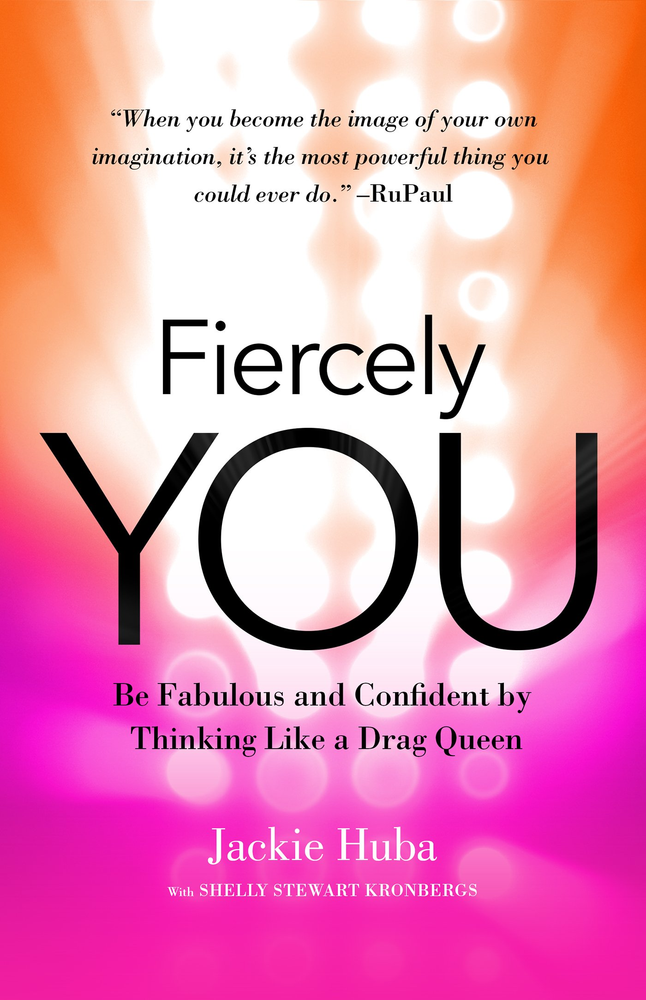 “When you become the image of your own
imagination, it’s the most powerful thing you
could ever do.” –RuPaul
Fiercely
YOU
Be Fabulous and Confident by
Thinking Like a Drag Queen
Jackie Huba
With SHELLY STEWART KRONBERGS